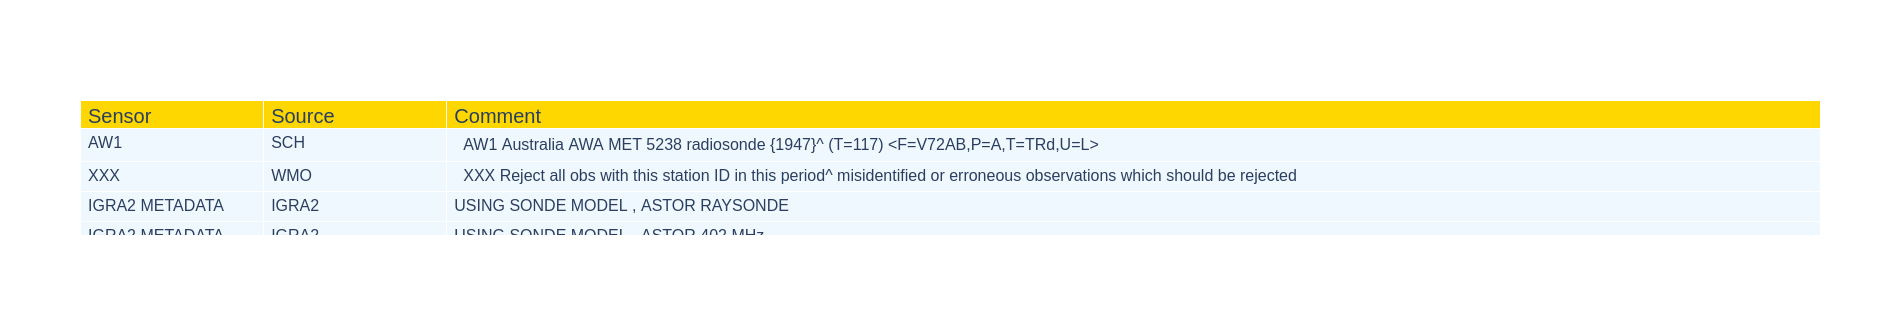 Sensor Source Comment
AW1 SCH AW1 Australia AWA MET 5238 radiosonde {1947}^ (T=117) <F=V72AB,P=A,T=TRd,U=L>
XXX WMO XXX Reject all obs with this station ID in this period^ misidentified or erroneous observations which should be rejected
IGRA2 METADATA IGRA2 USING SONDE MODEL , ASTOR RAYSONDE
IGRA2 METADATA IGRA2 USING SONDE MODEL , ASTOR 402 MHz